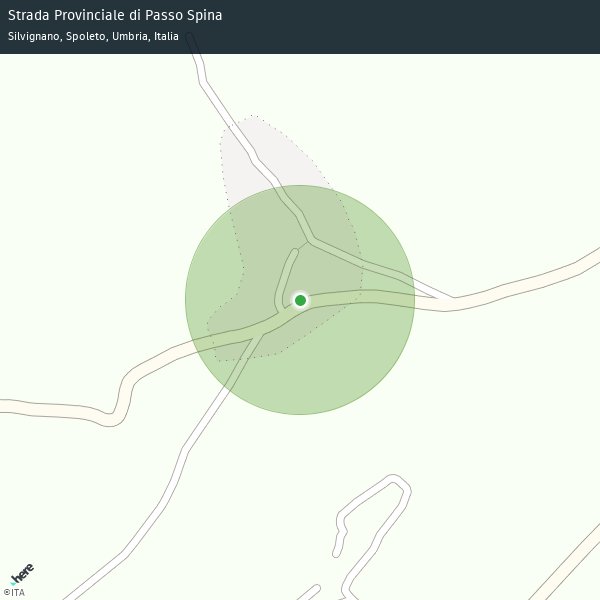 Strada Provinciale di Passo Spina
Silvignano, Spoleto, Umbria, Italia
here
©ITA